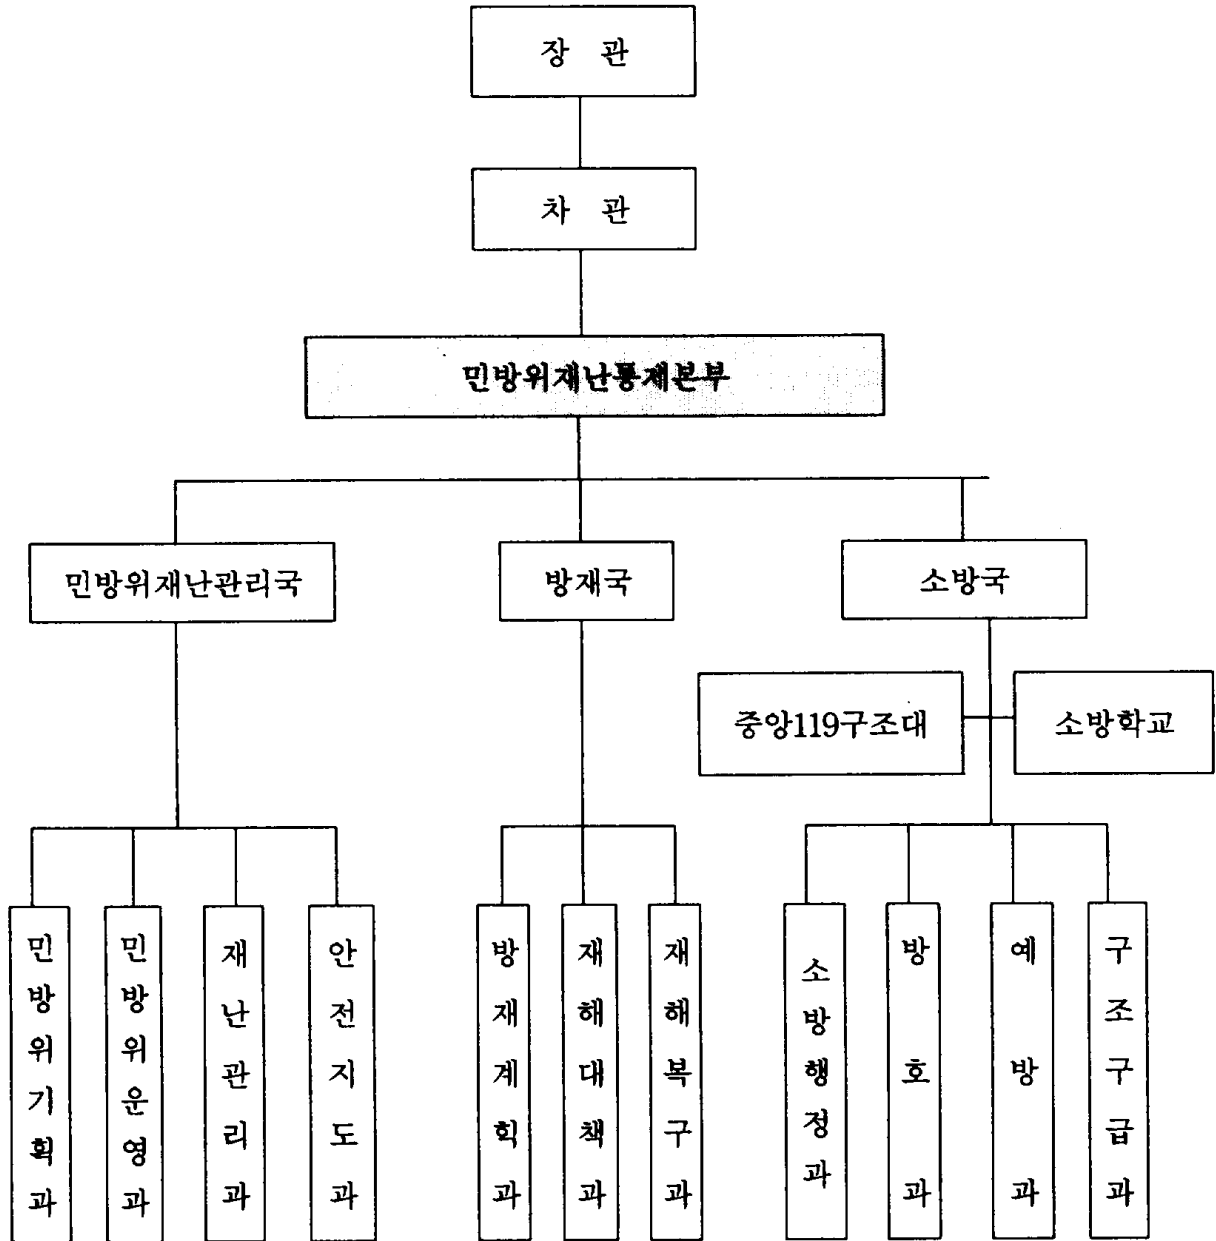 장 관
차 관
민방위재난통제본부
민방위재난관리국
방재국
소방국
중앙119구조대
소방학교
민방위기획과
민방위운영과
재난관리과
안전지도과
방재계획과
재해대책과
재해복구과
소방행정과
방호과
예방과
구조구급과